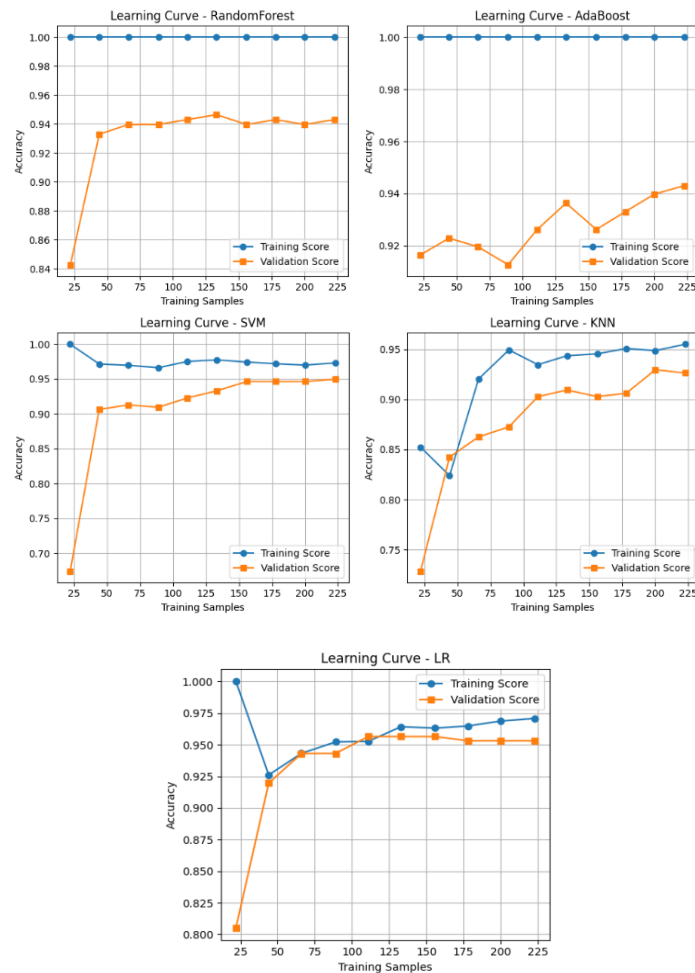 Learning Curve - RandomForest
1.00
0.98
0.96
0.94
0.92
0.90
0.88
0.86
0.84
Accuracy
Training Score
Validation Score
25 50 75 100 125 150 175 200 225
Training Samples
Learning Curve - AdaBoost
1.00
0.98
0.96
0.94
0.92
Accuracy
Training Score
Validation Score
25 50 75 100 125 150 175 200 225
Training Samples
Learning Curve - SVM
1.00
0.95
0.90
0.85
0.80
0.75
0.70
Accuracy
Training Score
Validation Score
25 50 75 100 125 150 175 200 225
Training Samples
Learning Curve - KNN
0.95
0.90
0.85
0.80
0.75
Accuracy
Training Score
Validation Score
25 50 75 100 125 150 175 200 225
Training Samples
Learning Curve - LR
Training Score
Validation Score
1.000
0.975
0.950
0.925
0.900
0.875
0.850
0.825
0.800
Accuracy
25 50 75 100 125 150 175 200 225
Training Samples